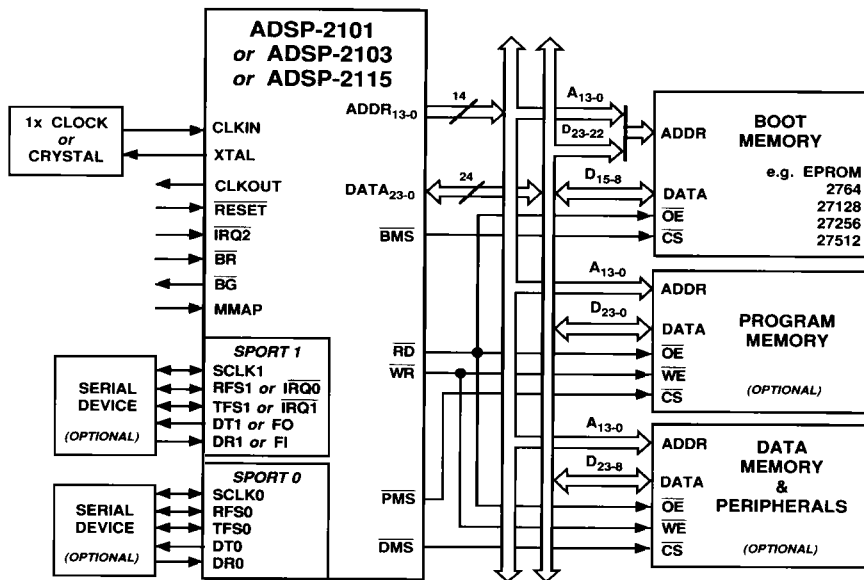 ADSP-2101
or ADSP-2103
or ADSP-2115
1x CLOCK
or
CRYSTAL
CLKIN
XTAL
CLKOUT
RESET
IRQ2
BR
BG
MMAP
ADDR13-0
14
DATA23-0
24
BMS
RD
WR
PMS
DMS
SPORT 1
SCLK1
RFS1 or IRQ0
TFS1 or IRQ1
DT1 or FO
DR1 or FI
SERIAL
DEVICE
(OPTIONAL)
SPORT 0
SCLK0
RFS0
TFS0
DT0
DR0
SERIAL
DEVICE
(OPTIONAL)
A13-0
D23-22
D15-8
ADDR
DATA
OE
CS
BOOT
MEMORY
e.g. EPROM
2764
27128
27256
27512
A13-0
D23-0
ADDR
DATA
OE
WE
CS
PROGRAM
MEMORY
(OPTIONAL)
A13-0
D23-8
ADDR
DATA
OE
WE
CS
DATA
MEMORY
&
PERIPHERALS
(OPTIONAL)